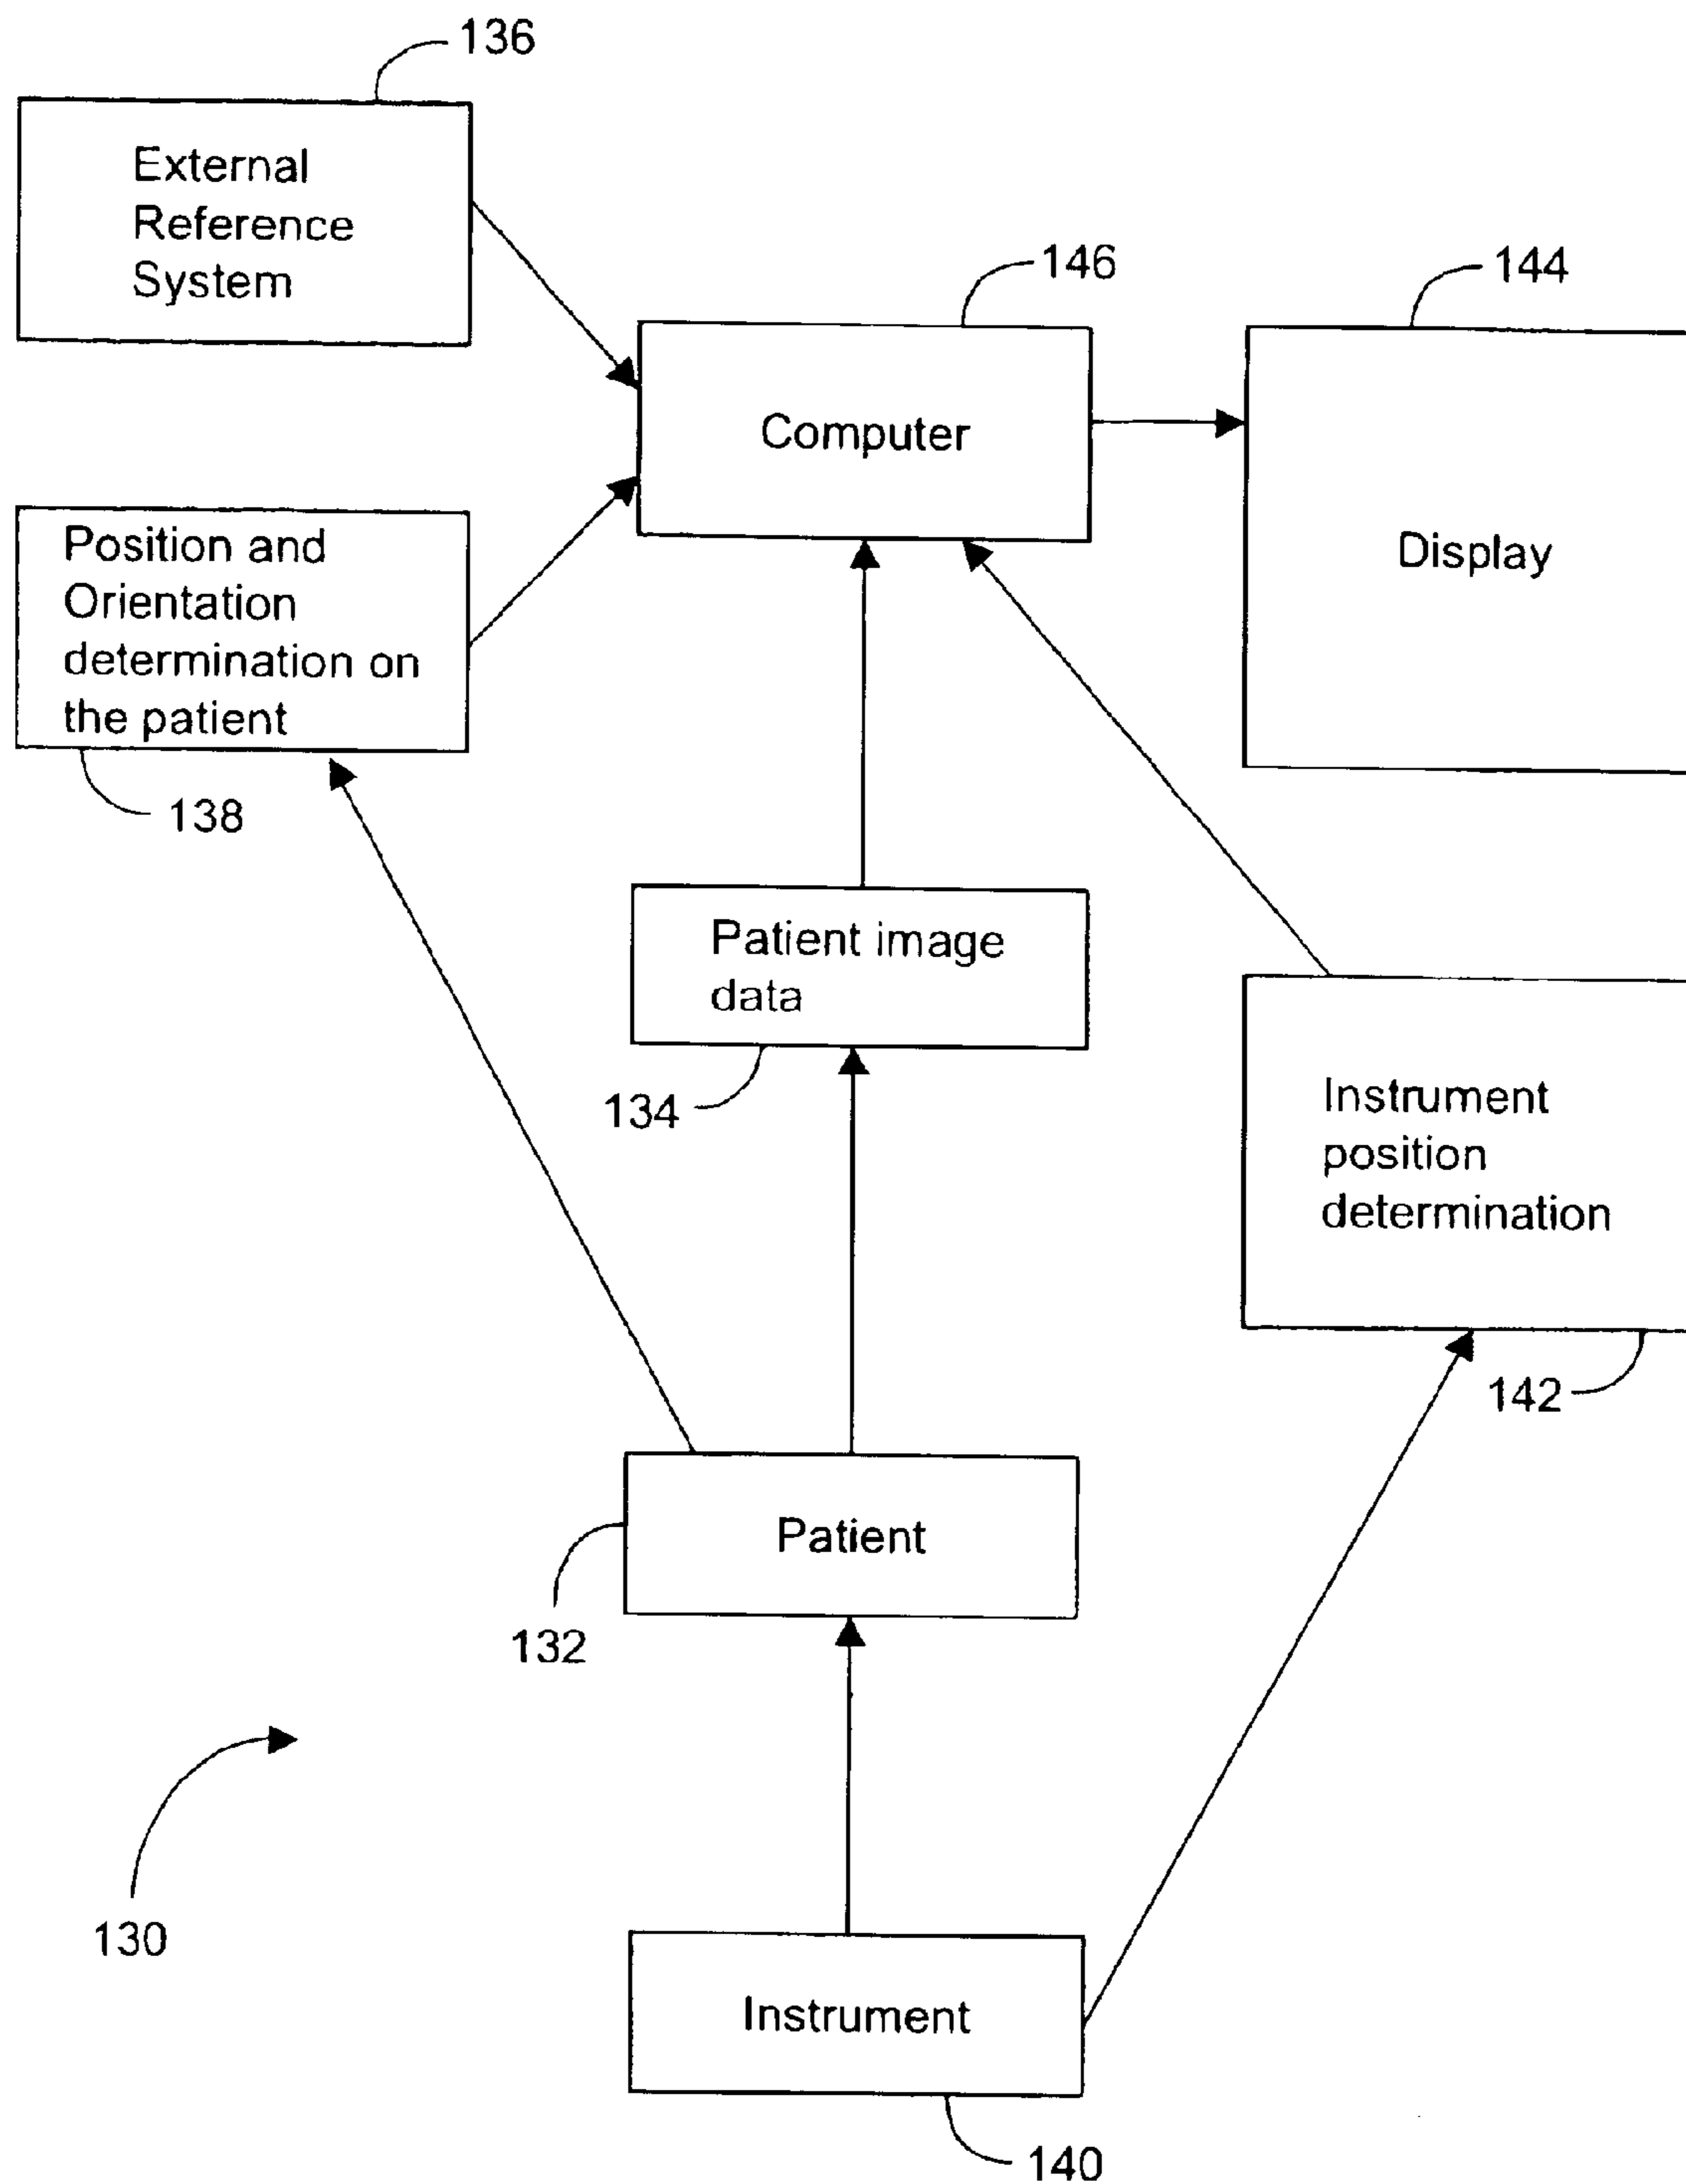 136
External
Reference
System
146
144
Computer
Display
Position and
Orientation
determination on
the patient
138
Patient image
data
134
Instrument
position
determination
142
Patient
132
130
Instrument
140